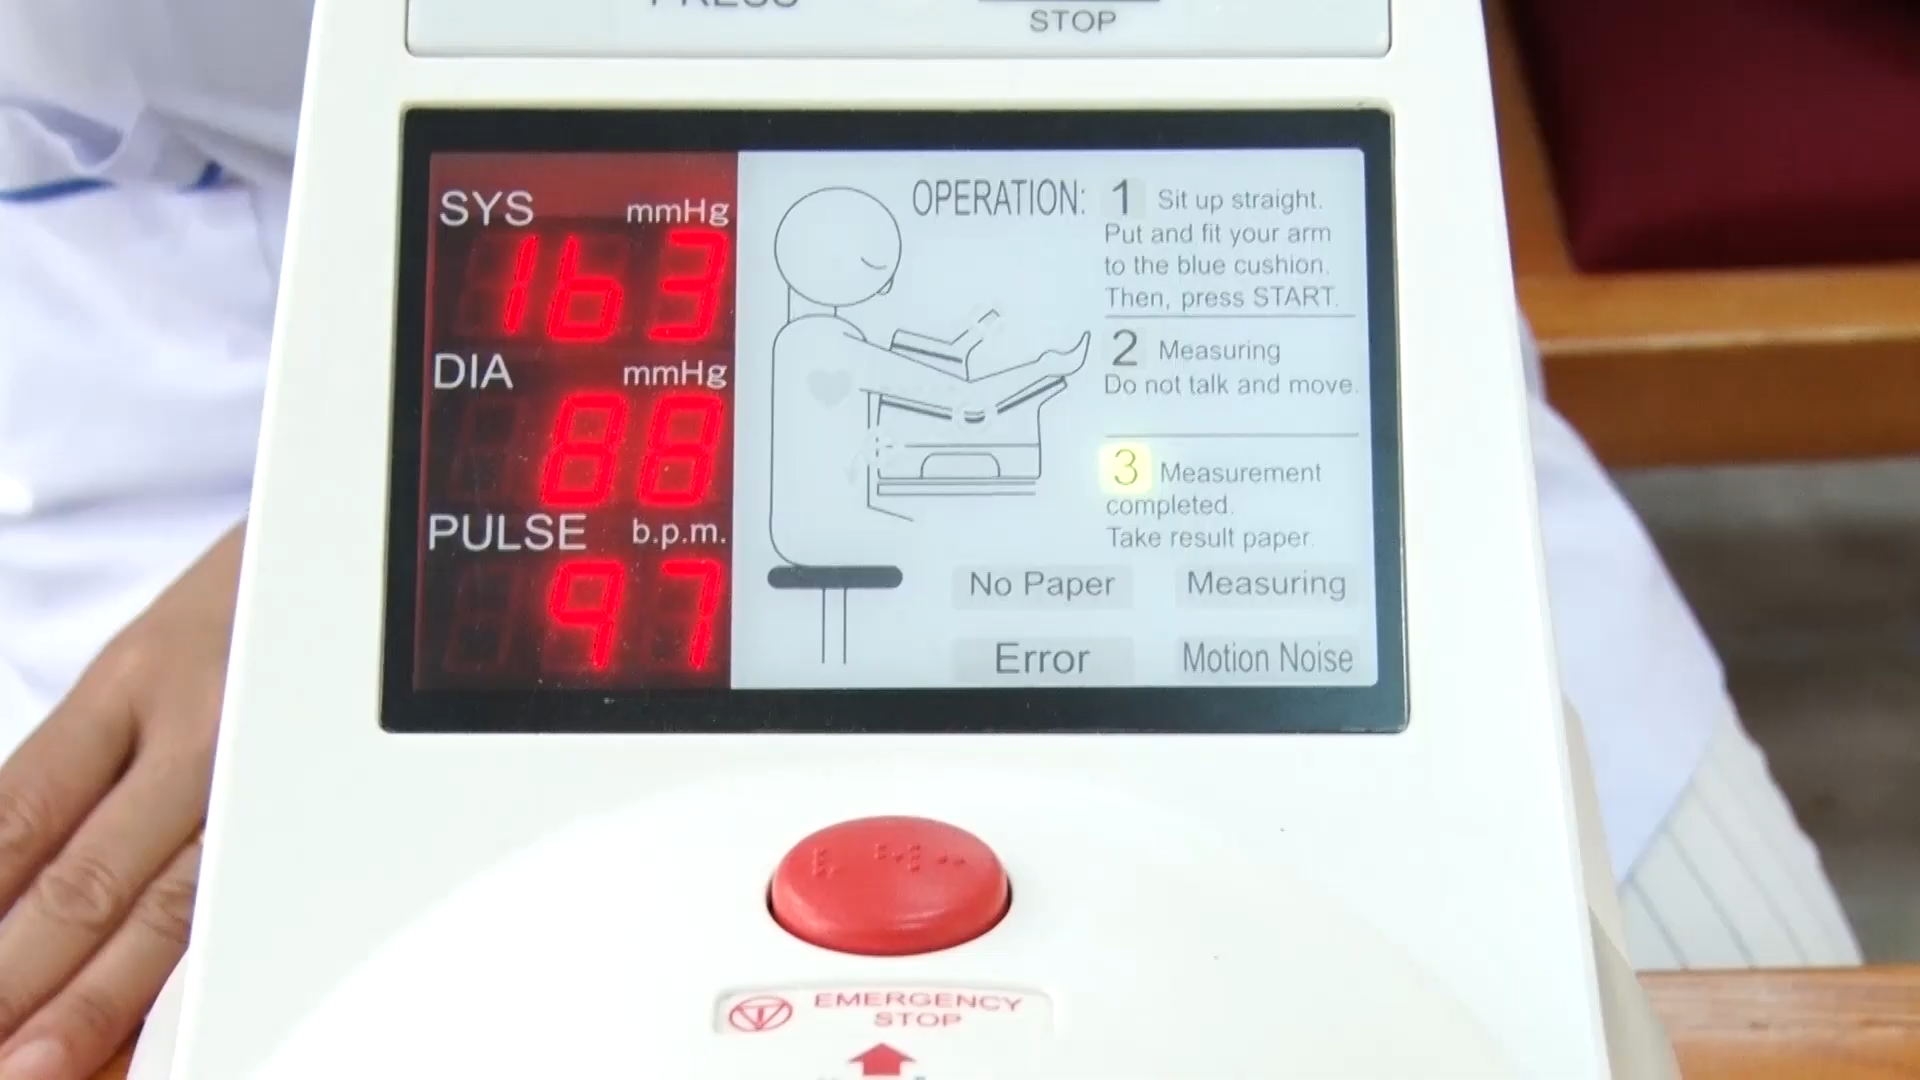 PRESS
STOP
SYS mmHg
163
DIA mmHg
88
PULSE b.p.m.
97
OPERATION: 1 Sit up straight.
Put and fit your arm
to the blue cushion.
Then, press START.
2 Measuring
Do not talk and move.
3 Measurement
completed.
Take result paper.
No Paper Measuring
Error Motion Noise
EMERGENCY
STOP